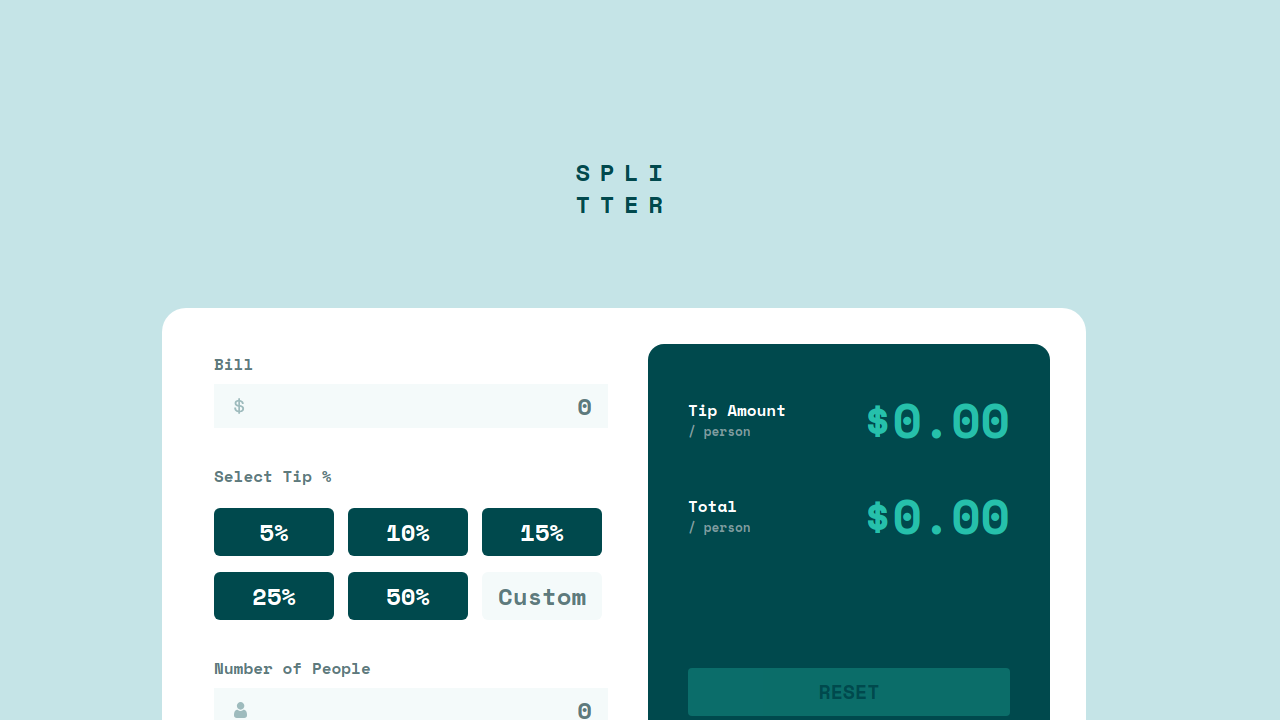 SPLI
TTER
Bill
$ 0
Select Tip %
5% 10% 15%
25% 50% Custom
Number of People
0
Tip Amount
/ person
$0.00
Total
/ person
$0.00
RESET